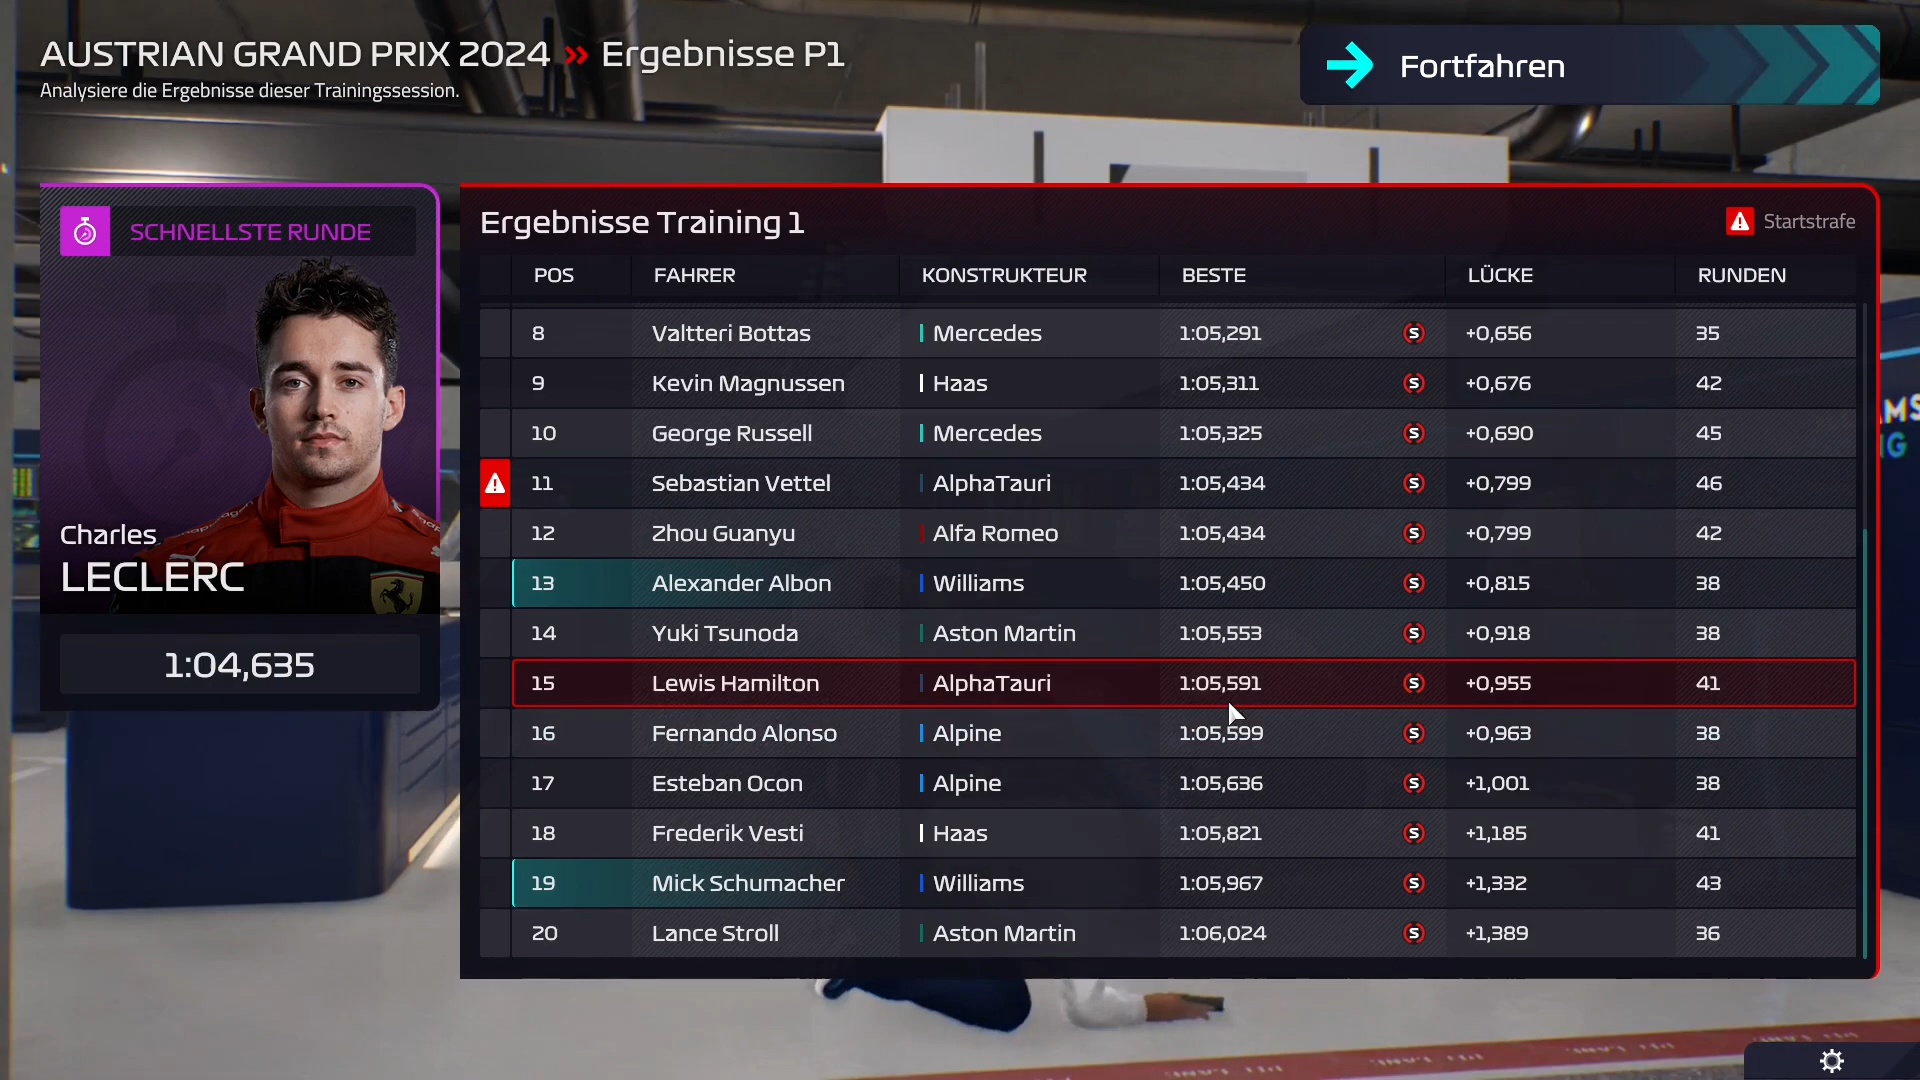 AUSTRIAN GRAND PRIX 2024 » Ergebnisse P1
Analysiere die Ergebnisse dieser Trainingssession.
Fortfahren
SCHNELLSTE RUNDE
Charles
LECLERC
1:04,635
Ergebnisse Training 1
Startstrafe
POS FAHRER KONSTRUKTEUR BESTE LÜCKE RUNDEN
8 Valtteri Bottas Mercedes 1:05,291 S +0,656 35
9 Kevin Magnussen Haas 1:05,311 S +0,676 42
10 George Russell Mercedes 1:05,325 S +0,690 45
11 Sebastian Vettel AlphaTauri 1:05,434 S +0,799 46
12 Zhou Guanyu Alfa Romeo 1:05,434 S +0,799 42
13 Alexander Albon Williams 1:05,450 S +0,815 38
14 Yuki Tsunoda Aston Martin 1:05,553 S +0,918 38
15 Lewis Hamilton AlphaTauri 1:05,591 S +0,955 41
16 Fernando Alonso Alpine 1:05,599 S +0,963 38
17 Esteban Ocon Alpine 1:05,636 S +1,001 38
18 Frederik Vesti Haas 1:05,821 S +1,185 41
19 Mick Schumacher Williams 1:05,967 S +1,332 43
20 Lance Stroll Aston Martin 1:06,024 S +1,389 36